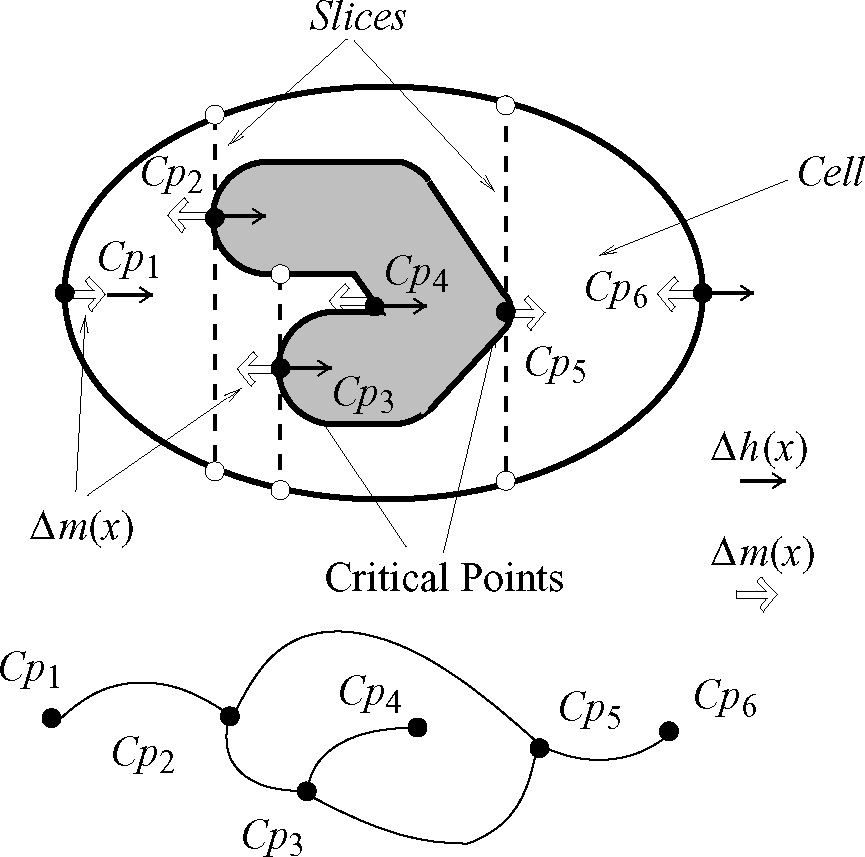 Slices
Cell
Cp2
Cp1
Cp4
Cp6
Cp5
Cp3
Δh(x)
Δm(x)
Δm(x)
Critical Points
Cp1
Cp4
Cp5
Cp6
Cp2
Cp3